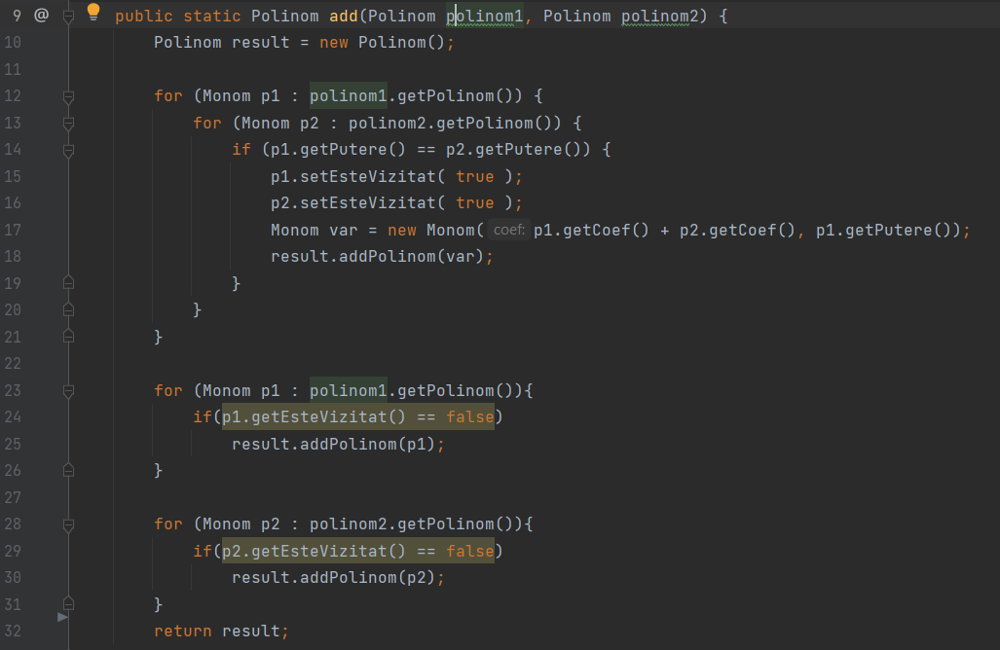 9 @ public static Polinom add(Polinom polinom1, Polinom polinom2) {
10 Polinom result = new Polinom();
11
12 for (Monom p1 : polinom1.getPolinom()) {
13 for (Monom p2 : polinom2.getPolinom()) {
14 if (p1.getPutere() == p2.getPutere()) {
15 p1.setEsteVizitat( true );
16 p2.setEsteVizitat( true );
17 Monom var = new Monom( coef: p1.getCoef() + p2.getCoef(), p1.getPutere());
18 result.addPolinom(var);
19 }
20 }
21 }
22
23 for (Monom p1 : polinom1.getPolinom()){
24 if(p1.getEsteVizitat() == false)
25 result.addPolinom(p1);
26 }
27
28 for (Monom p2 : polinom2.getPolinom()){
29 if(p2.getEsteVizitat() == false)
30 result.addPolinom(p2);
31 }
32 return result;